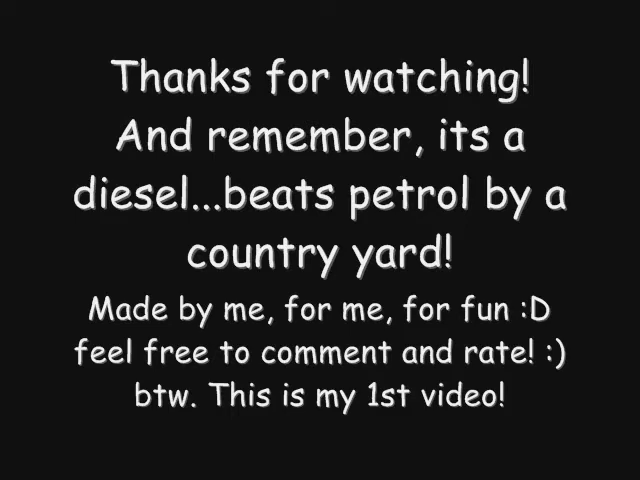 Thanks for watching!
And remember, its a
diesel...beats petrol by a
country yard!
Made by me, for me, for fun :D
feel free to comment and rate! :)
btw. This is my 1st video!